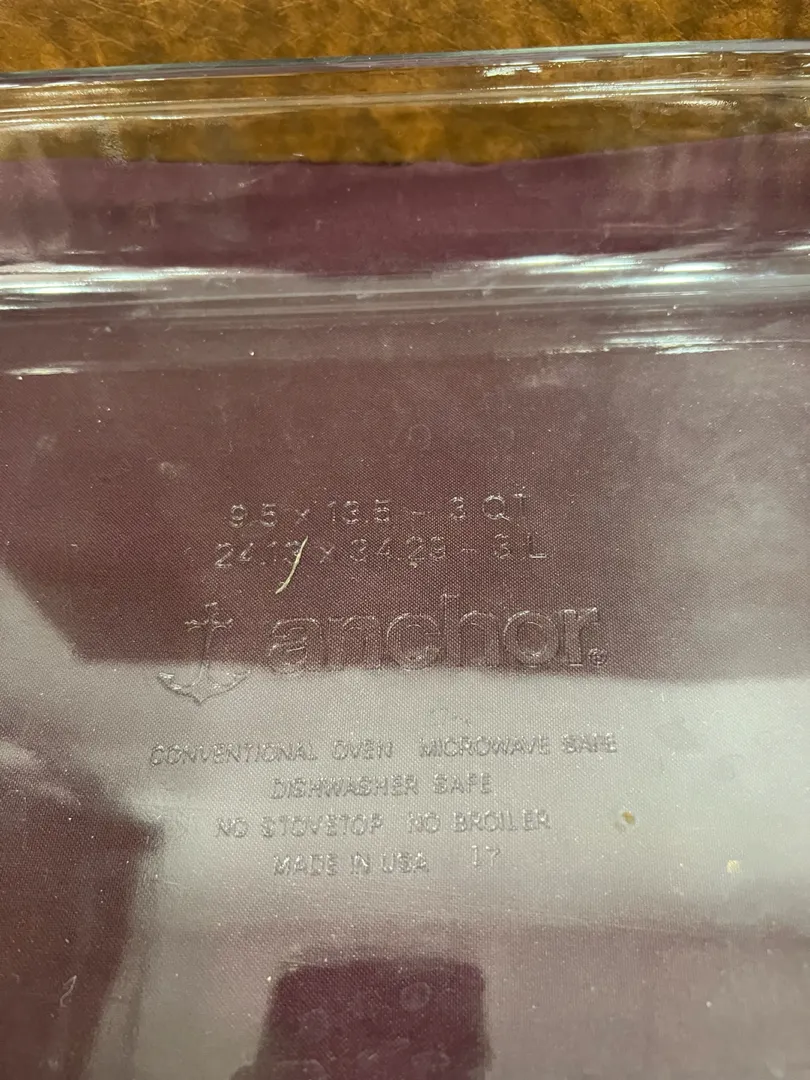 9.5 x 13.5 - 3 QT
24.13 x 34.29 - 3 L
anchor®
CONVENTIONAL OVEN MICROWAVE SAFE
DISHWASHER SAFE
NO STOVETOP NO BROILER
MADE IN USA 17